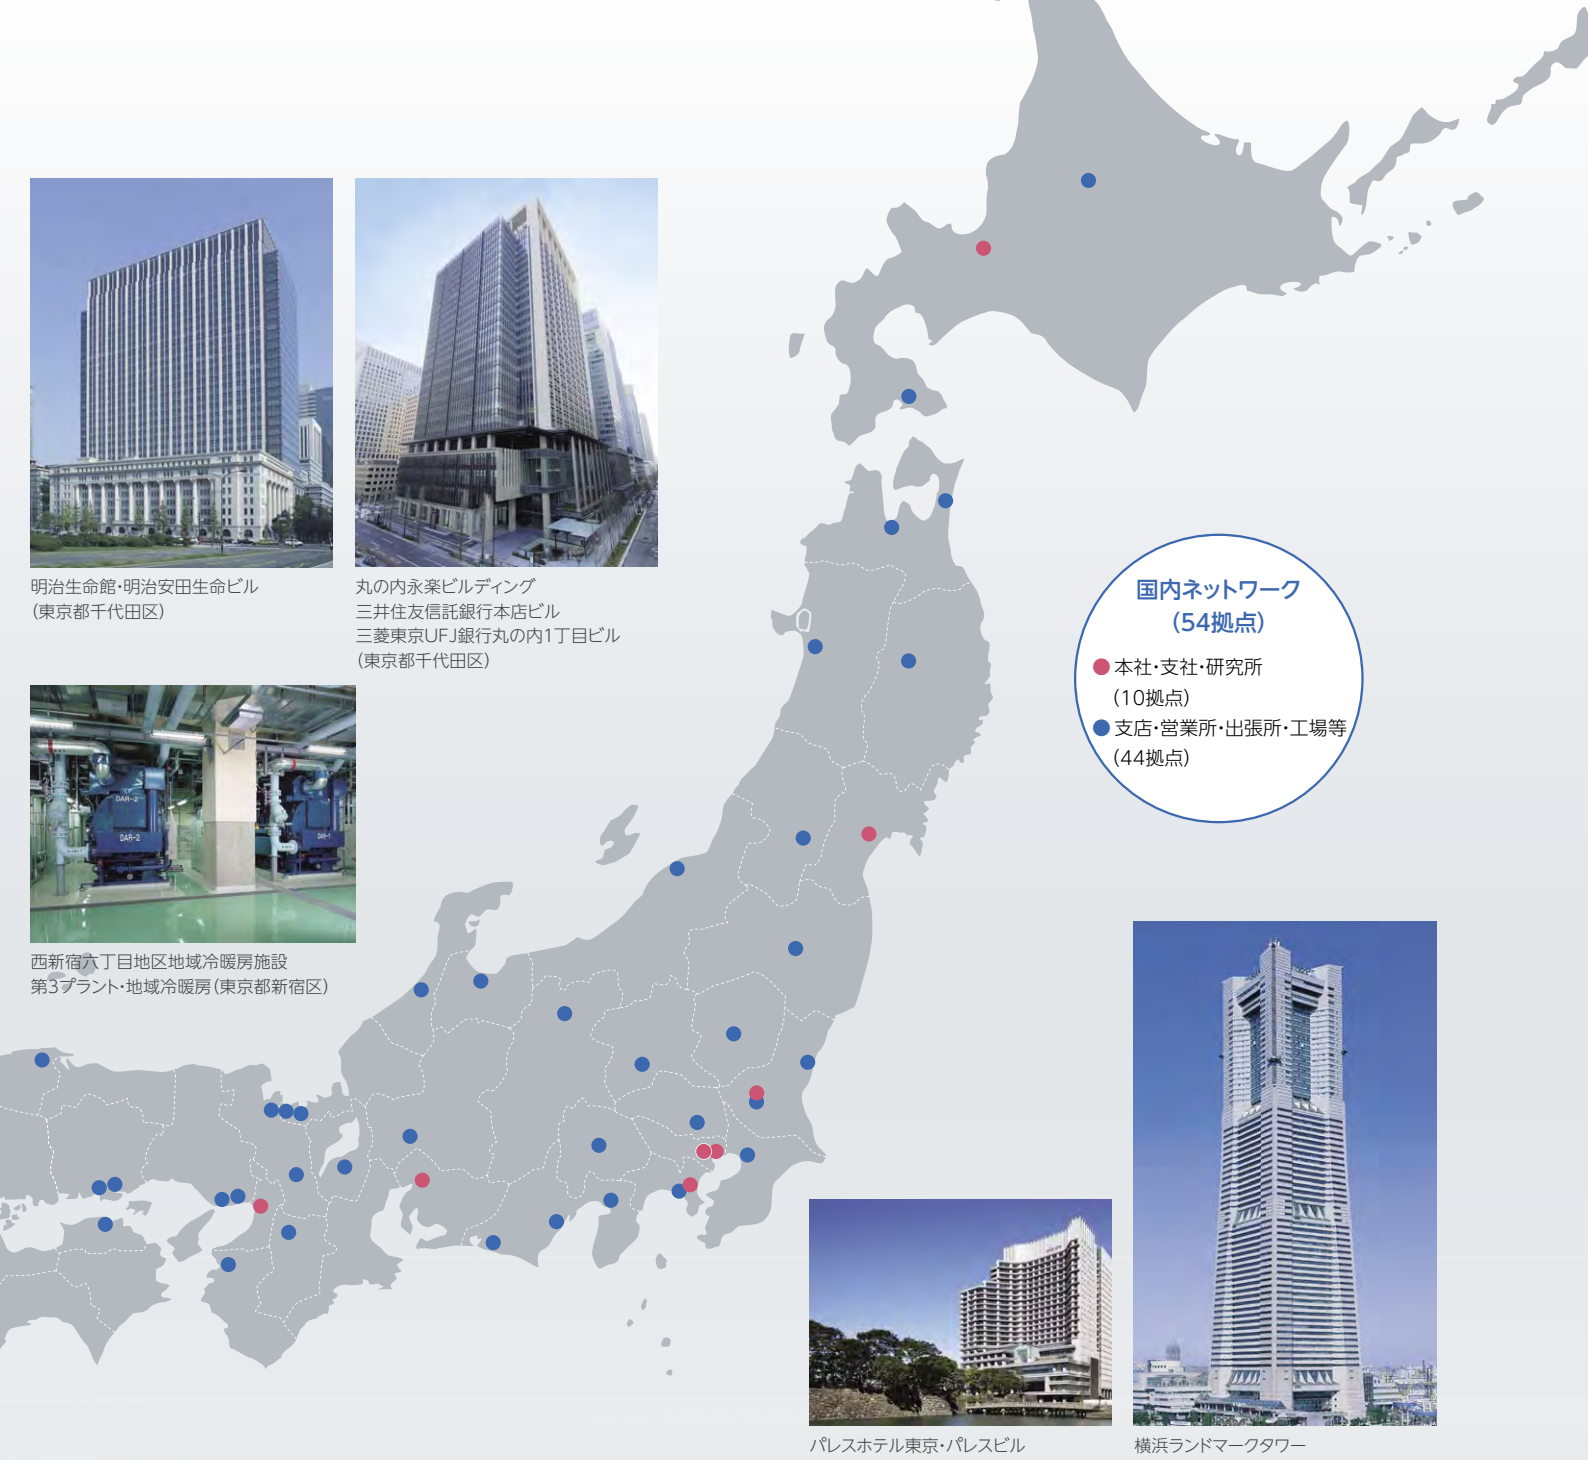 明治生命館・明治安田生命ビル
(東京都千代田区)
丸の内永楽ビルディング
三井住友信託銀行本店ビル
三菱東京UFJ銀行丸の内1丁目ビル
(東京都千代田区)
国内ネットワーク
(54拠点)
本社・支社・研究所
(10拠点)
支店・営業所・出張所・工場等
(44拠点)
DAR-2
DAR-2
DAR-1
西新宿六丁目地区地域冷暖房施設
第3プラント・地域冷暖房(東京都新宿区)
パレスホテル東京・パレスビル
横浜ランドマークタワー